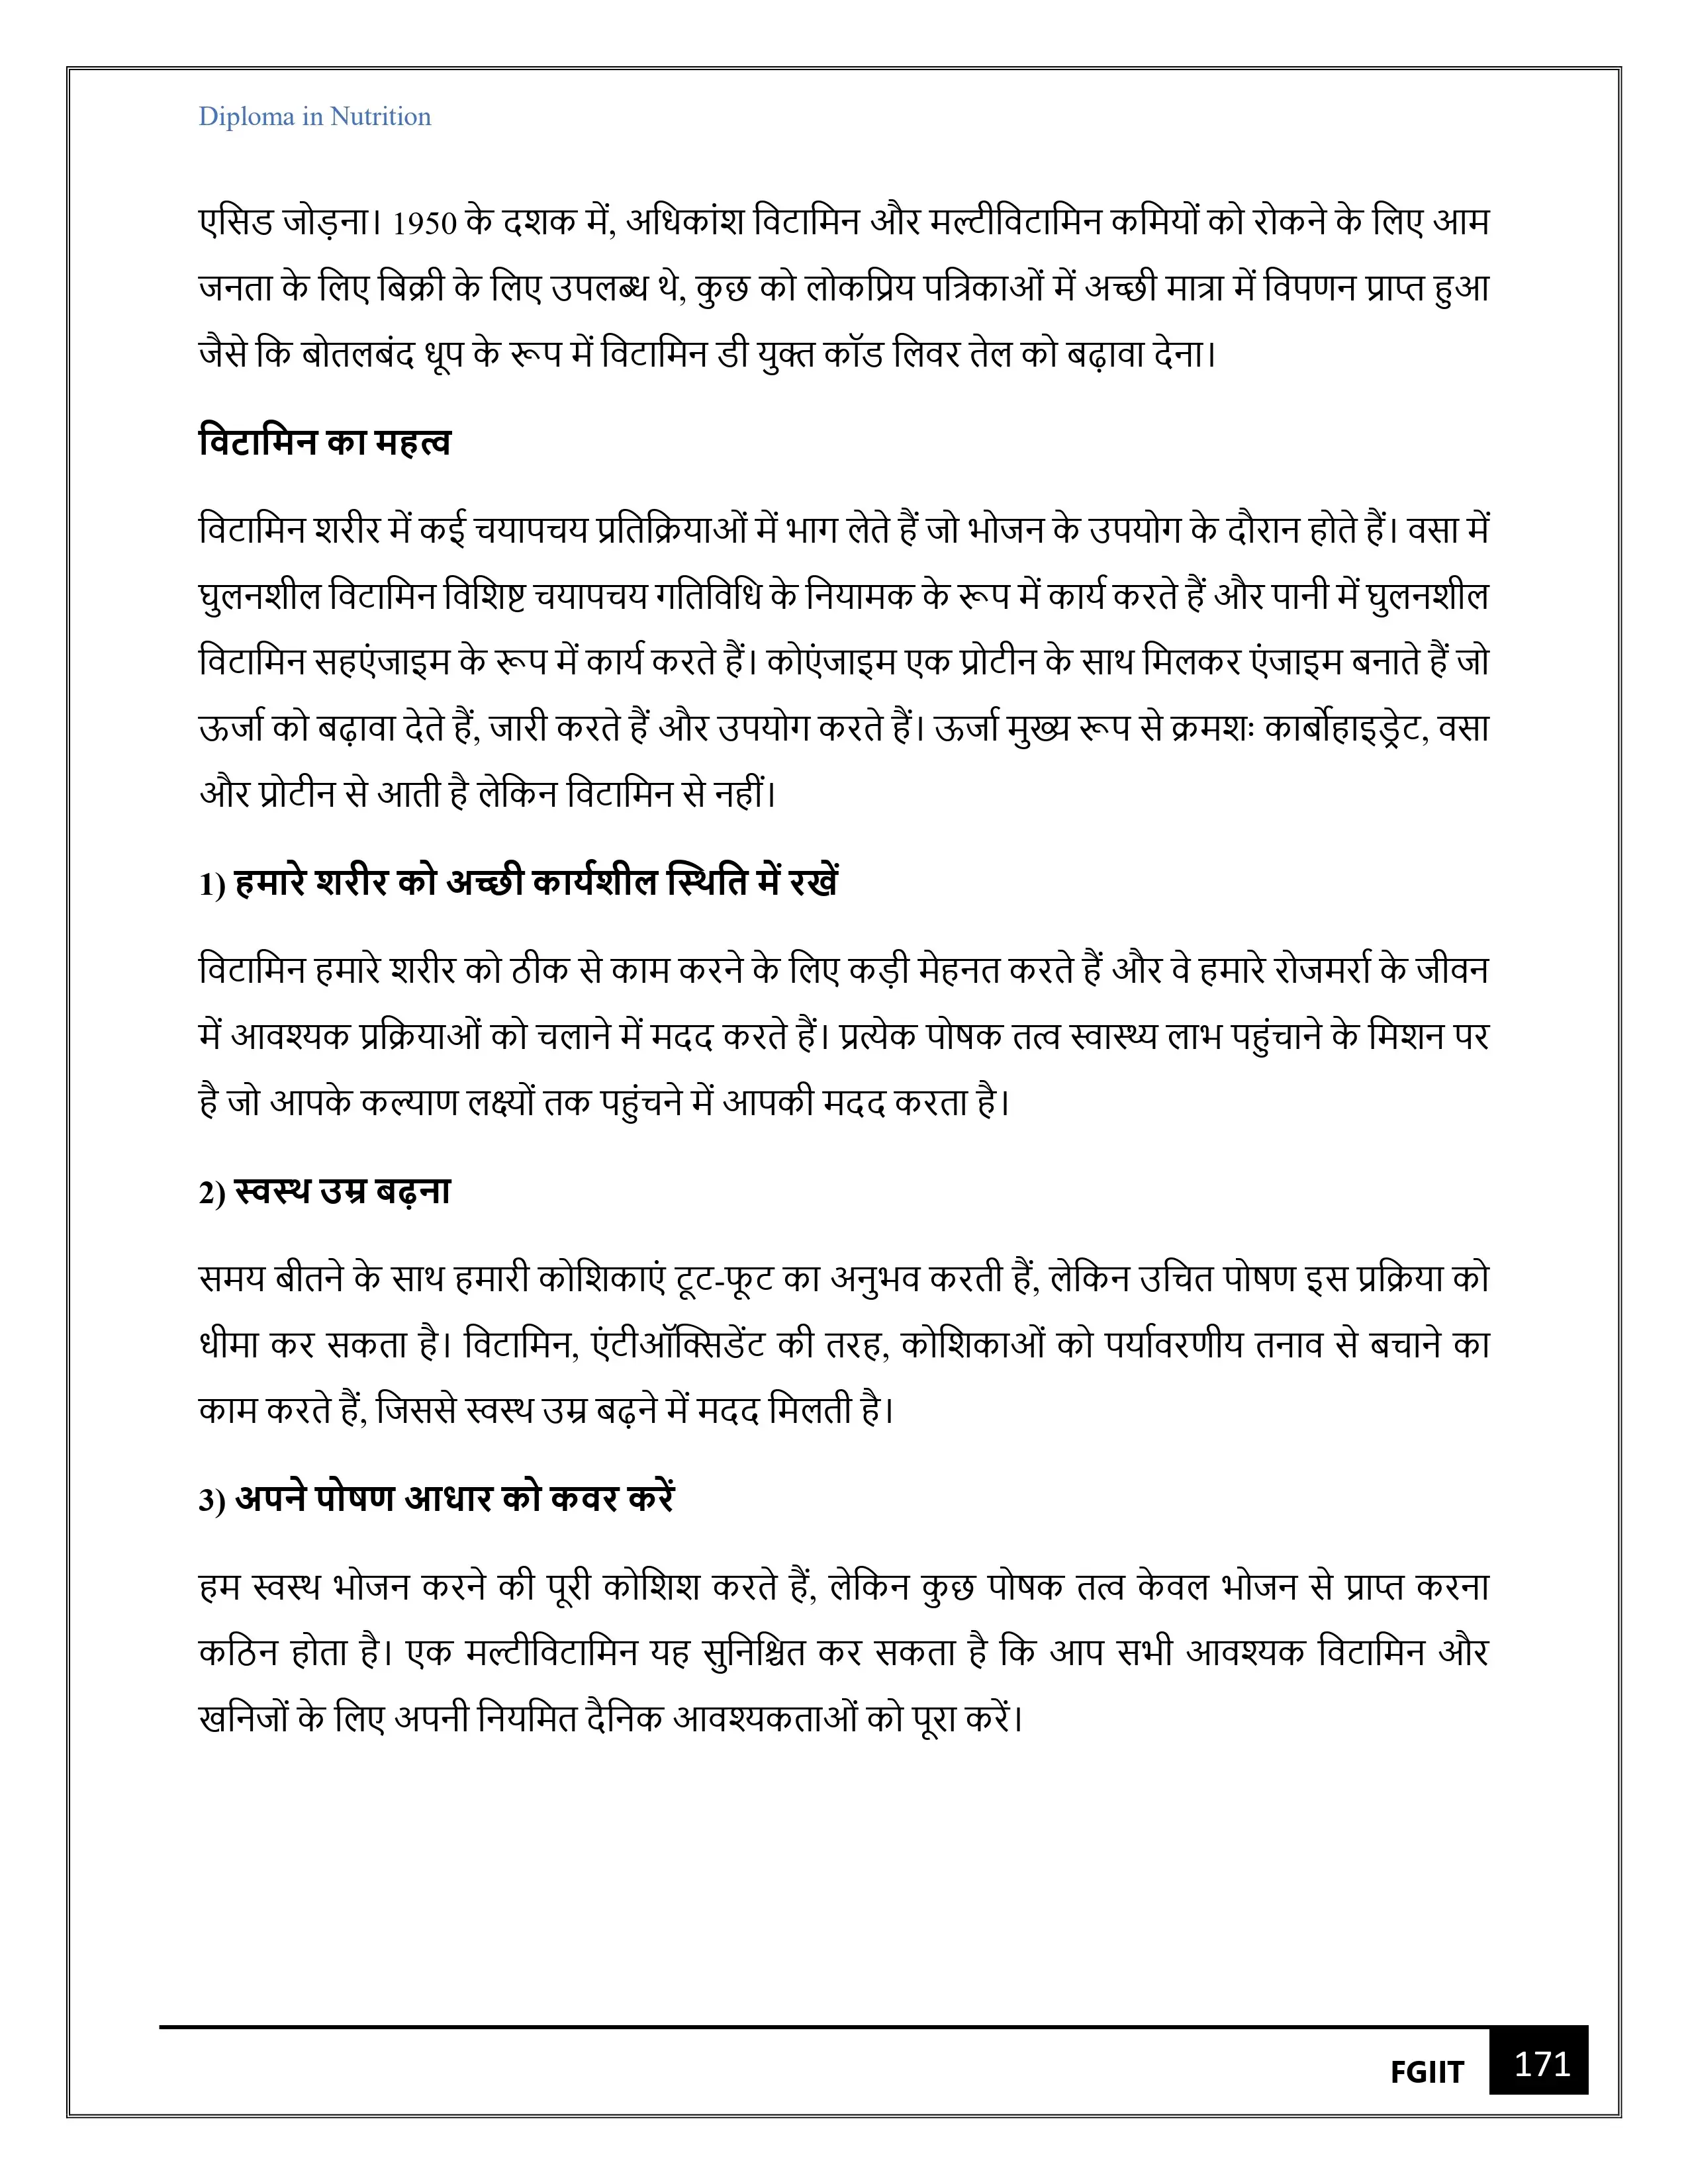 Diploma in Nutrition
एसिड जोड़ना। 1950 के दशक में, अधिकांश विटामिन और मल्टीविटामिन कमियों को रोकने के लिए आम
जनता के लिए बिक्री के लिए उपलब्ध थे, कुछ को लोकप्रिय पत्रिकाओं में अच्छी मात्रा में विपणन प्राप्त हुआ
जैसे कि बोतलबंद धूप के रूप में विटामिन डी युक्त कॉड लिवर तेल को बढ़ावा देना।
विटामिन का महत्व
विटामिन शरीर में कई चयापचय प्रतिक्रियाओं में भाग लेते हैं जो भोजन के उपयोग के दौरान होते हैं। वसा में
घुलनशील विटामिन विशिष्ट चयापचय गतिविधि के नियामक के रूप में कार्य करते हैं और पानी में घुलनशील
विटामिन सहएंजाइम के रूप में कार्य करते हैं। कोएंजाइम एक प्रोटीन के साथ मिलकर एंजाइम बनाते हैं जो
ऊर्जा को बढ़ावा देते हैं, जारी करते हैं और उपयोग करते हैं। ऊर्जा मुख्य रूप से क्रमशः कार्बोहाइड्रेट, वसा
और प्रोटीन से आती है लेकिन विटामिन से नहीं।
1) हमारे शरीर को अच्छी कार्यशील स्थिति में रखें
विटामिन हमारे शरीर को ठीक से काम करने के लिए कड़ी मेहनत करते हैं और वे हमारे रोजमर्रा के जीवन
में आवश्यक प्रक्रियाओं को चलाने में मदद करते हैं। प्रत्येक पोषक तत्व स्वास्थ्य लाभ पहुंचाने के मिशन पर
है जो आपके कल्याण लक्ष्यों तक पहुंचने में आपकी मदद करता है।
2) स्वस्थ उम्र बढ़ना
समय बीतने के साथ हमारी कोशिकाएं टूट-फूट का अनुभव करती हैं, लेकिन उचित पोषण इस प्रक्रिया को
धीमा कर सकता है। विटामिन, एंटीऑक्सिडेंट की तरह, कोशिकाओं को पर्यावरणीय तनाव से बचाने का
काम करते हैं, जिससे स्वस्थ उम्र बढ़ने में मदद मिलती है।
3) अपने पोषण आधार को कवर करें
हम स्वस्थ भोजन करने की पूरी कोशिश करते हैं, लेकिन कुछ पोषक तत्व केवल भोजन से प्राप्त करना
कठिन होता है। एक मल्टीविटामिन यह सुनिश्चित कर सकता है कि आप सभी आवश्यक विटामिन और
खनिजों के लिए अपनी नियमित दैनिक आवश्यकताओं को पूरा करें।
FGIIT 171